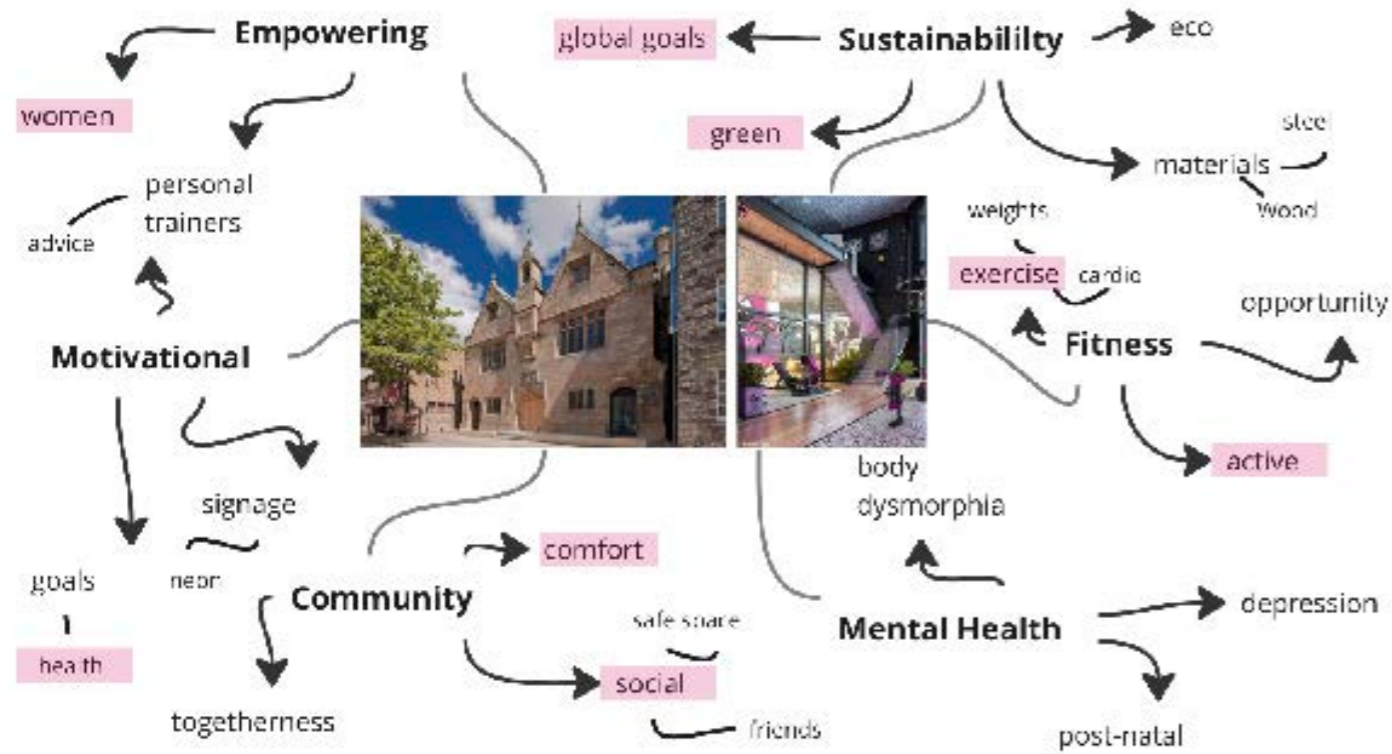 Empowering
global goals
Sustainabililty
eco
women
green
steel
materials
wood
personal
trainers
advice
weights
exercise
cardio
opportunity
Motivational
Fitness
active
body
dysmorphia
signage
goals
neon
comfort
Community
health
safe space
Mental Health
depression
social
togetherness
friends
post-natal